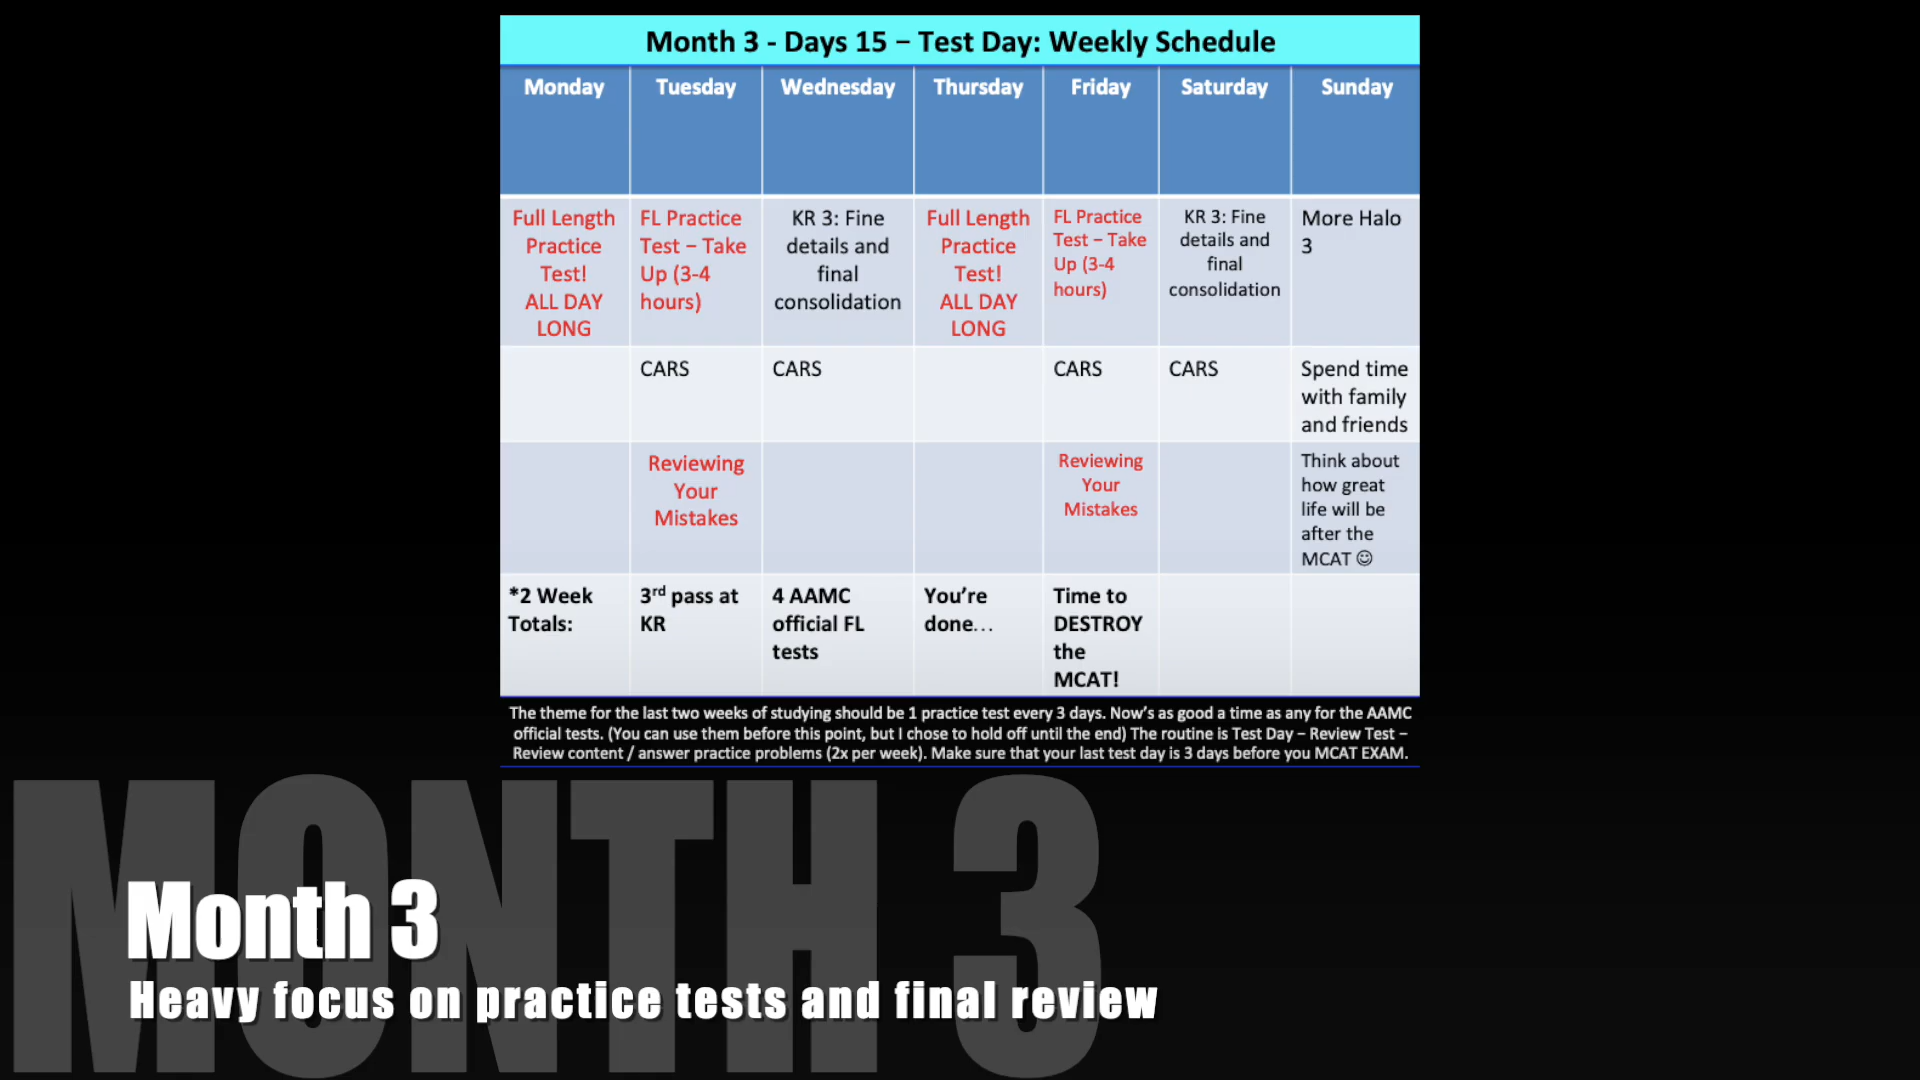 Month 3 - Days 15 – Test Day: Weekly Schedule
Monday Tuesday Wednesday Thursday Friday Saturday Sunday
Full Length
Practice
Test!
ALL DAY
LONG
FL Practice
Test – Take
Up (3-4
hours)
KR 3: Fine
details and
final
consolidation
Full Length
Practice
Test!
ALL DAY
LONG
FL Practice
Test – Take
Up (3-4
hours)
KR 3: Fine
details and
final
consolidation
More Halo
3
CARS
CARS
CARS
CARS
Spend time
with family
and friends
Reviewing
Your
Mistakes
Reviewing
Your
Mistakes
Think about
how great
life will be
after the
MCAT ☺
*2 Week
Totals:
3rd pass at
KR
4 AAMC
official FL
tests
You're
done...
Time to
DESTROY
the
MCAT!
The theme for the last two weeks of studying should be 1 practice test every 3 days. Now's as good a time as any for the AAMC
official tests. (You can use them before this point, but I chose to hold off until the end) The routine is Test Day – Review Test –
Review content / answer practice problems (2x per week). Make sure that your last test day is 3 days before you MCAT EXAM.
MONTH 3
Month 3
Heavy focus on practice tests and final review